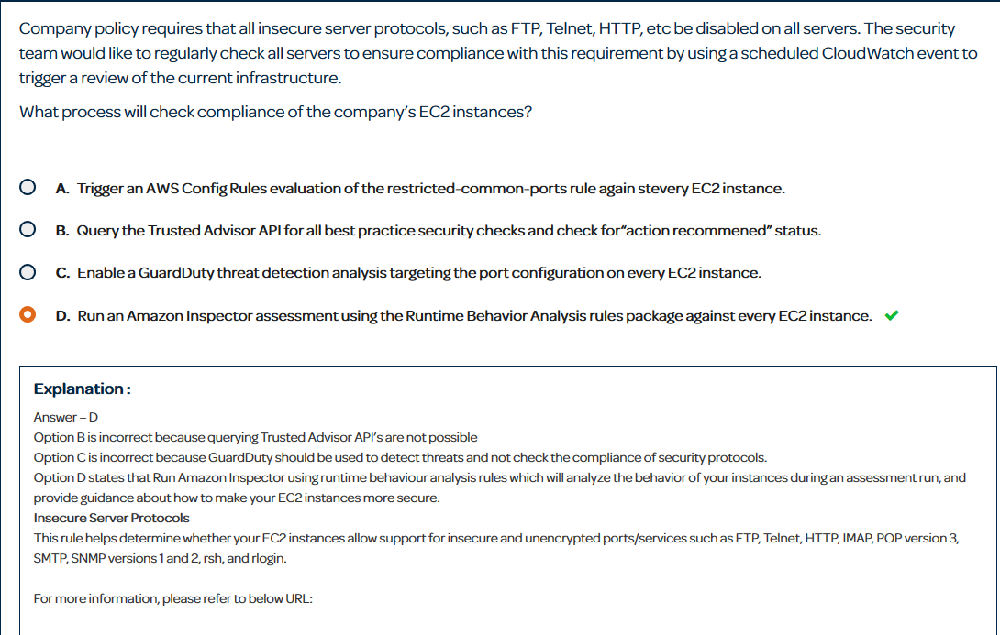 Company policy requires that all insecure server protocols, such as FTP, Telnet, HTTP, etc be disabled on all servers. The security
team would like to regularly check all servers to ensure compliance with this requirement by using a scheduled CloudWatch event to
trigger a review of the current infrastructure.
What process will check compliance of the company's EC2 instances?
A. Trigger an AWS Config Rules evaluation of the restricted-common-ports rule again stevery EC2 instance.
B. Query the Trusted Advisor API for all best practice security checks and check for“action recommened” status.
C. Enable a GuardDuty threat detection analysis targeting the port configuration on every EC2 instance.
D. Run an Amazon Inspector assessment using the Runtime Behavior Analysis rules package against every EC2 instance.
Explanation :
Answer – D
Option B is incorrect because querying Trusted Advisor API's are not possible
Option C is incorrect because GuardDuty should be used to detect threats and not check the compliance of security protocols.
Option D states that Run Amazon Inspector using runtime behaviour analysis rules which will analyze the behavior of your instances during an assessment run, and
provide guidance about how to make your EC2 instances more secure.
Insecure Server Protocols
This rule helps determine whether your EC2 instances allow support for insecure and unencrypted ports/services such as FTP, Telnet, HTTP, IMAP, POP version 3,
SMTP, SNMP versions 1 and 2, rsh, and rlogin.
For more information, please refer to below URL: